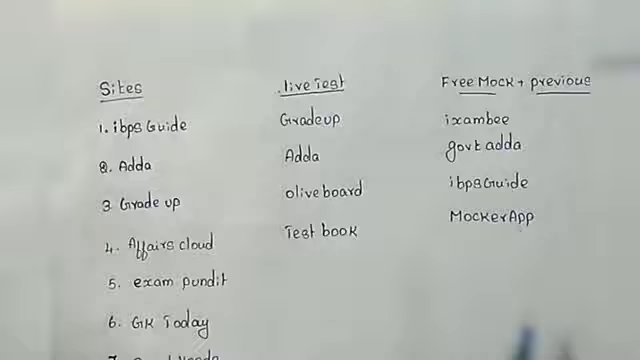 Sites
1. ibps Guide
2. Adda
3 Grade up
4. Affairs cloud
5. exam pundit
6. GK Today
7.
Live Test
Gradeup
Adda
oliveboard
Test book
Free Mock + previous
ixambee
govt adda
ibpsGuide
MockerApp